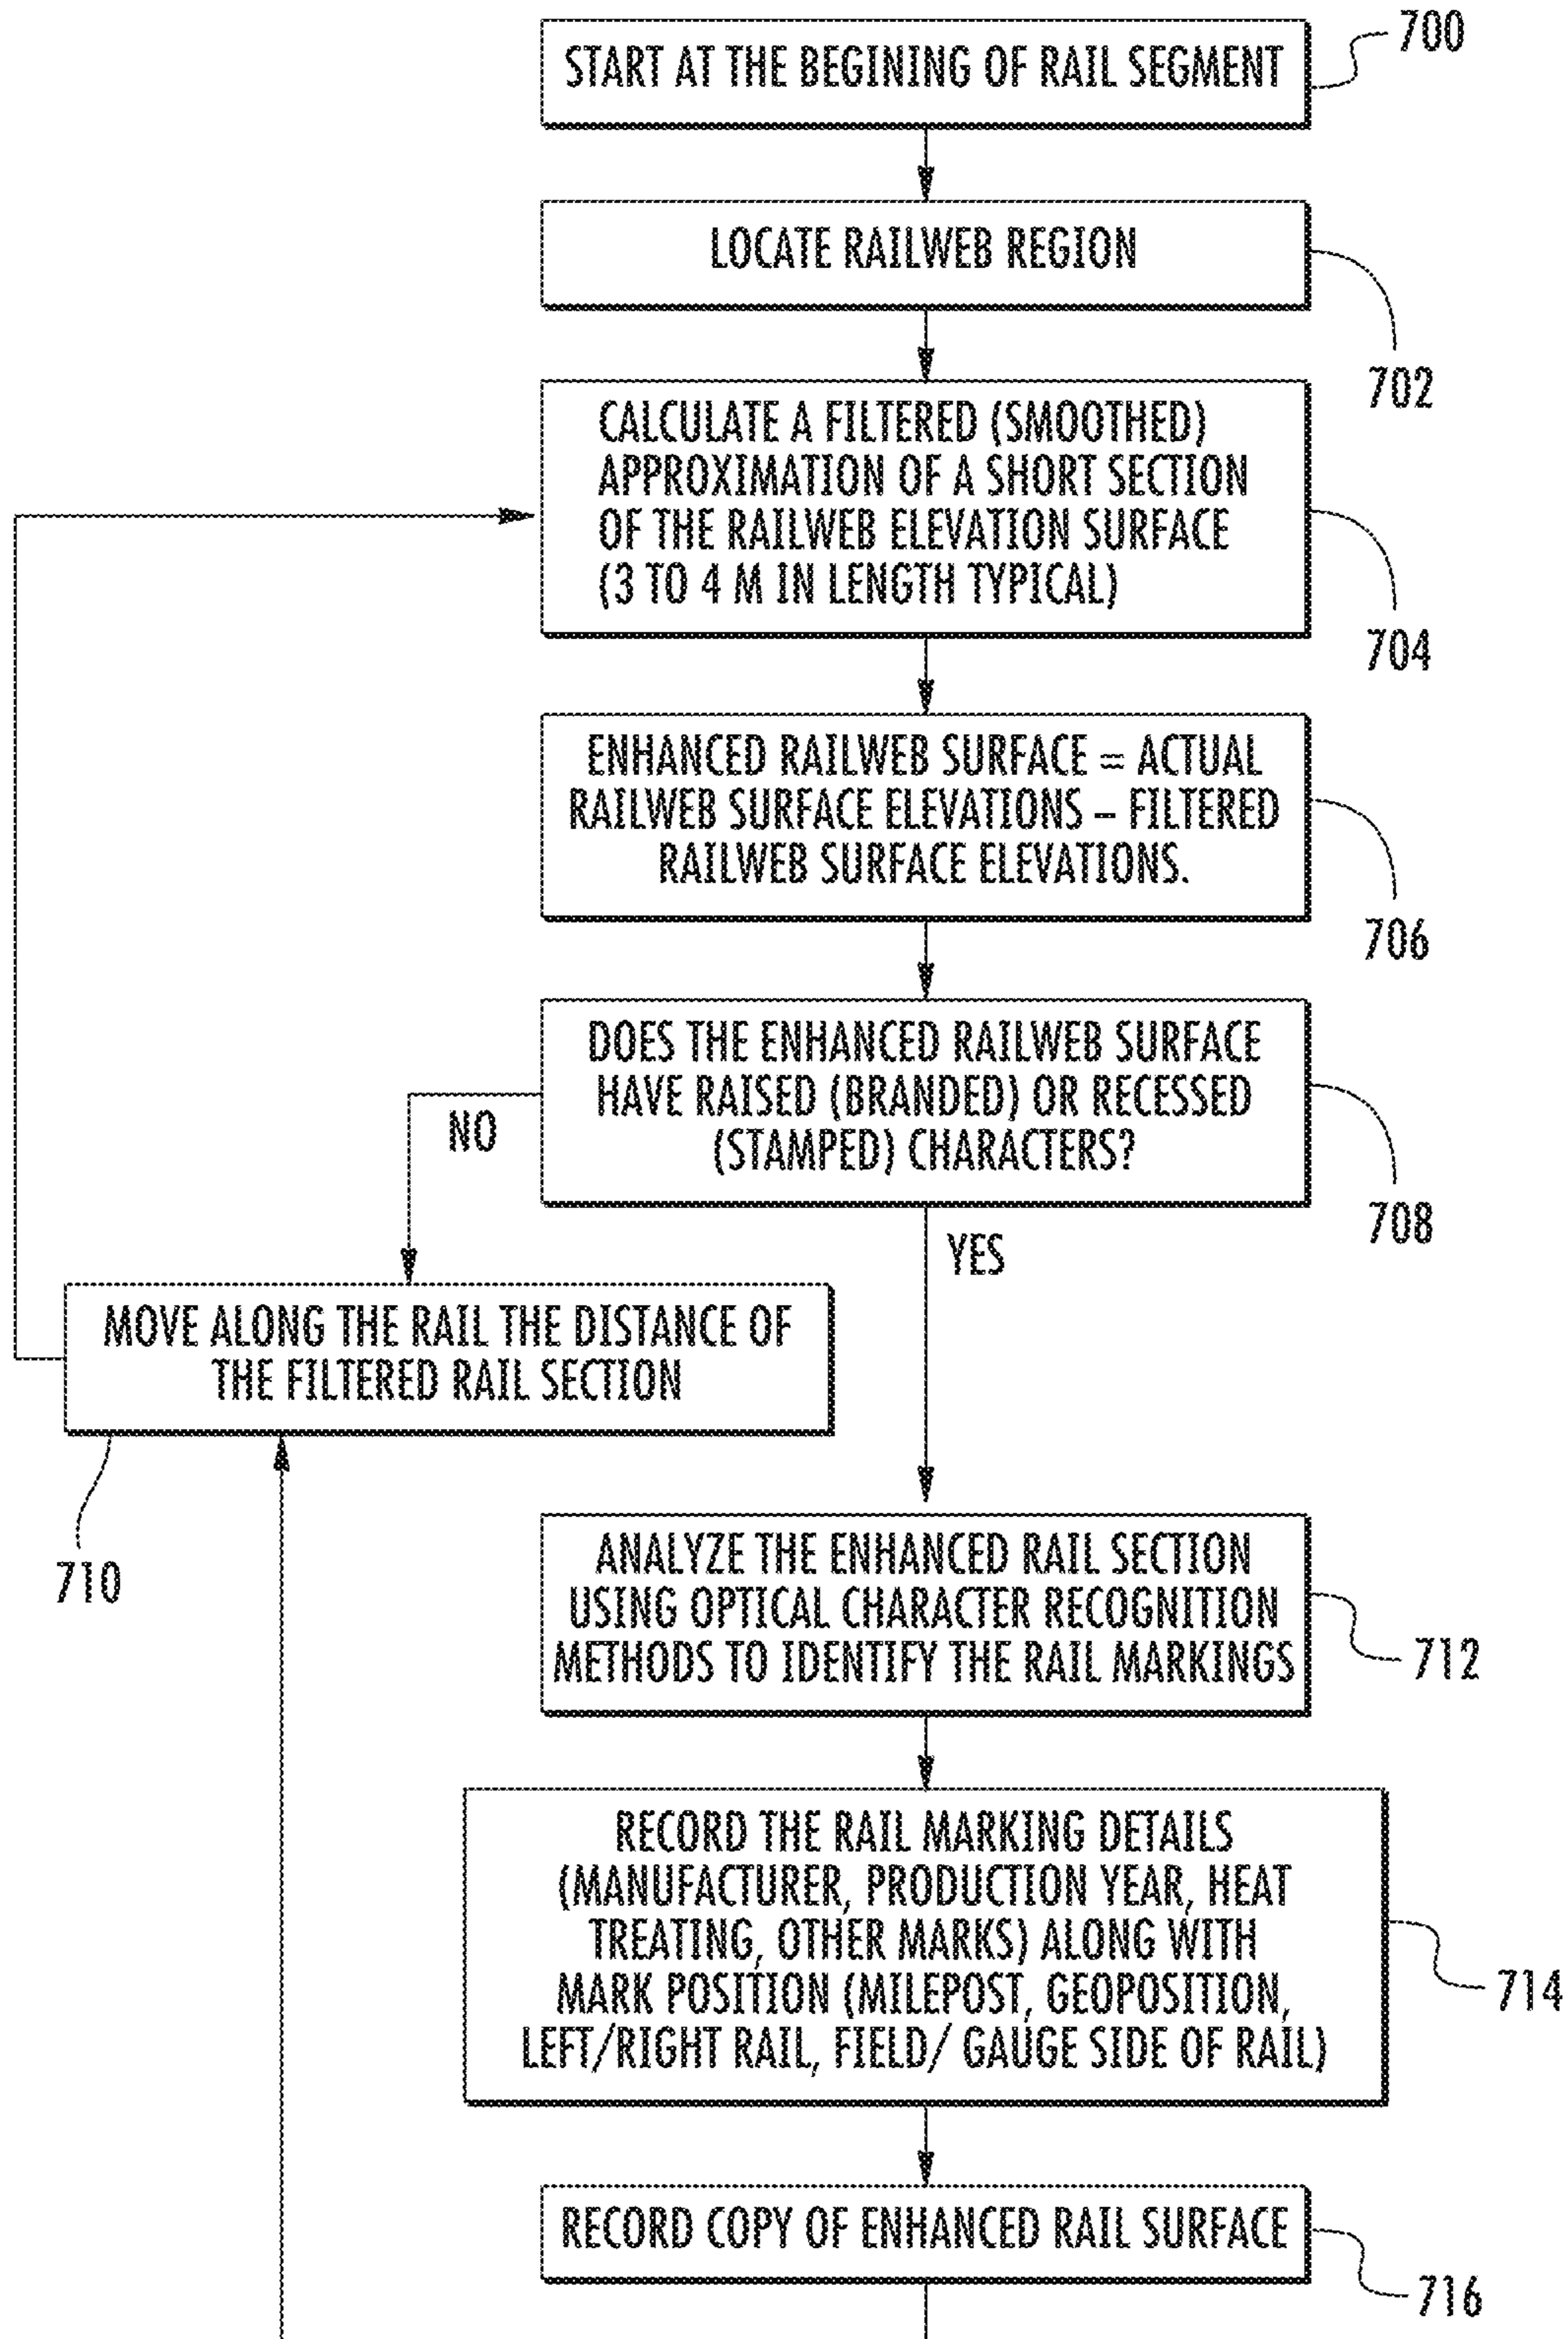 START AT THE BEGINING OF RAIL SEGMENT
700
LOCATE RAILWEB REGION
702
CALCULATE A FILTERED (SMOOTHED)
APPROXIMATION OF A SHORT SECTION
OF THE RAILWEB ELEVATION SURFACE
(3 TO 4 M IN LENGTH TYPICAL)
704
ENHANCED RAILWEB SURFACE = ACTUAL
RAILWEB SURFACE ELEVATIONS – FILTERED
RAILWEB SURFACE ELEVATIONS.
706
DOES THE ENHANCED RAILWEB SURFACE
HAVE RAISED (BRANDED) OR RECESSED
(STAMPED) CHARACTERS?
708
NO
YES
MOVE ALONG THE RAIL THE DISTANCE OF
THE FILTERED RAIL SECTION
710
ANALYZE THE ENHANCED RAIL SECTION
USING OPTICAL CHARACTER RECOGNITION
METHODS TO IDENTIFY THE RAIL MARKINGS
712
RECORD THE RAIL MARKING DETAILS
(MANUFACTURER, PRODUCTION YEAR, HEAT
TREATING, OTHER MARKS) ALONG WITH
MARK POSITION (MILEPOST, GEOPOSITION,
LEFT/RIGHT RAIL, FIELD/ GAUGE SIDE OF RAIL)
714
RECORD COPY OF ENHANCED RAIL SURFACE
716